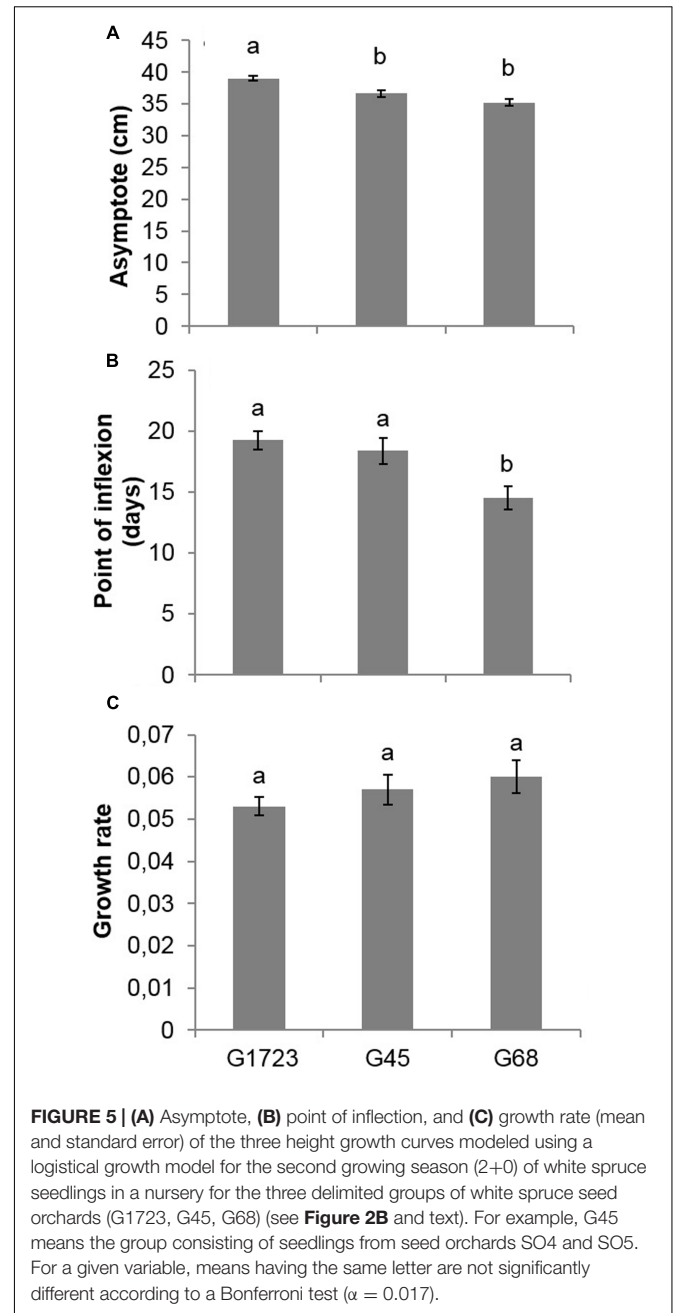 A
45
40
35
30
25
20
15
10
5
0
Asymptote (cm)
a
b
b
B
25
20
15
10
5
0
Point of inflexion
(days)
a
a
b
C
0,07
0,06
0,05
0,04
0,03
0,02
0,01
0
Growth rate
a
a
a
G1723
G45
G68
FIGURE 5 | (A) Asymptote, (B) point of inflection, and (C) growth rate (mean
and standard error) of the three height growth curves modeled using a
logistical growth model for the second growing season (2+0) of white spruce
seedlings in a nursery for the three delimited groups of white spruce seed
orchards (G1723, G45, G68) (see Figure 2B and text). For example, G45
means the group consisting of seedlings from seed orchards SO4 and SO5.
For a given variable, means having the same letter are not significantly
different according to a Bonferroni test (α = 0.017).